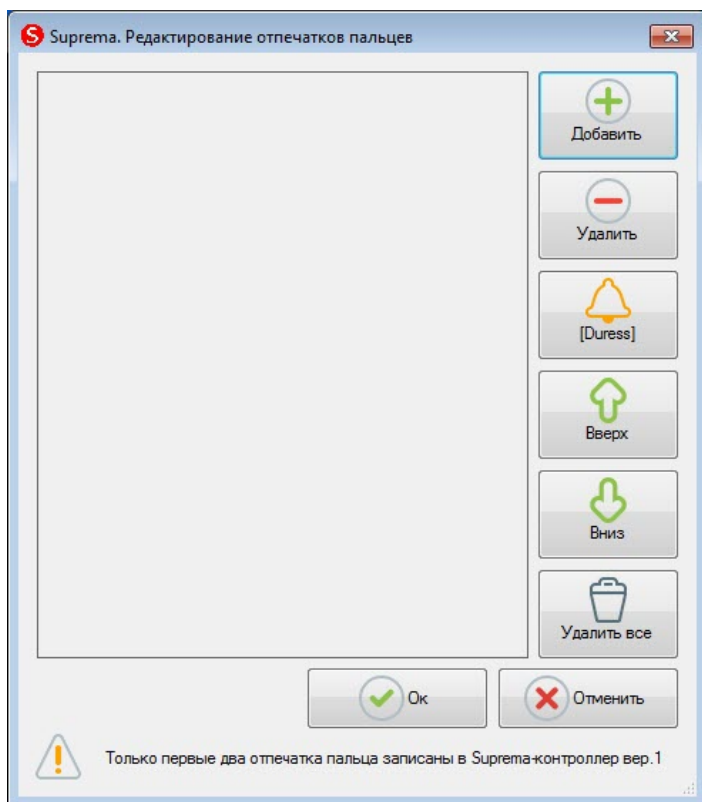 S Suprema. Редактирование отпечатков пальцев
Добавить
Удалить
[Duress]
Вверх
Вниз
Удалить все
Ок
Отменить
Только первые два отпечатка пальца записаны в Suprema-контроллер вер.1